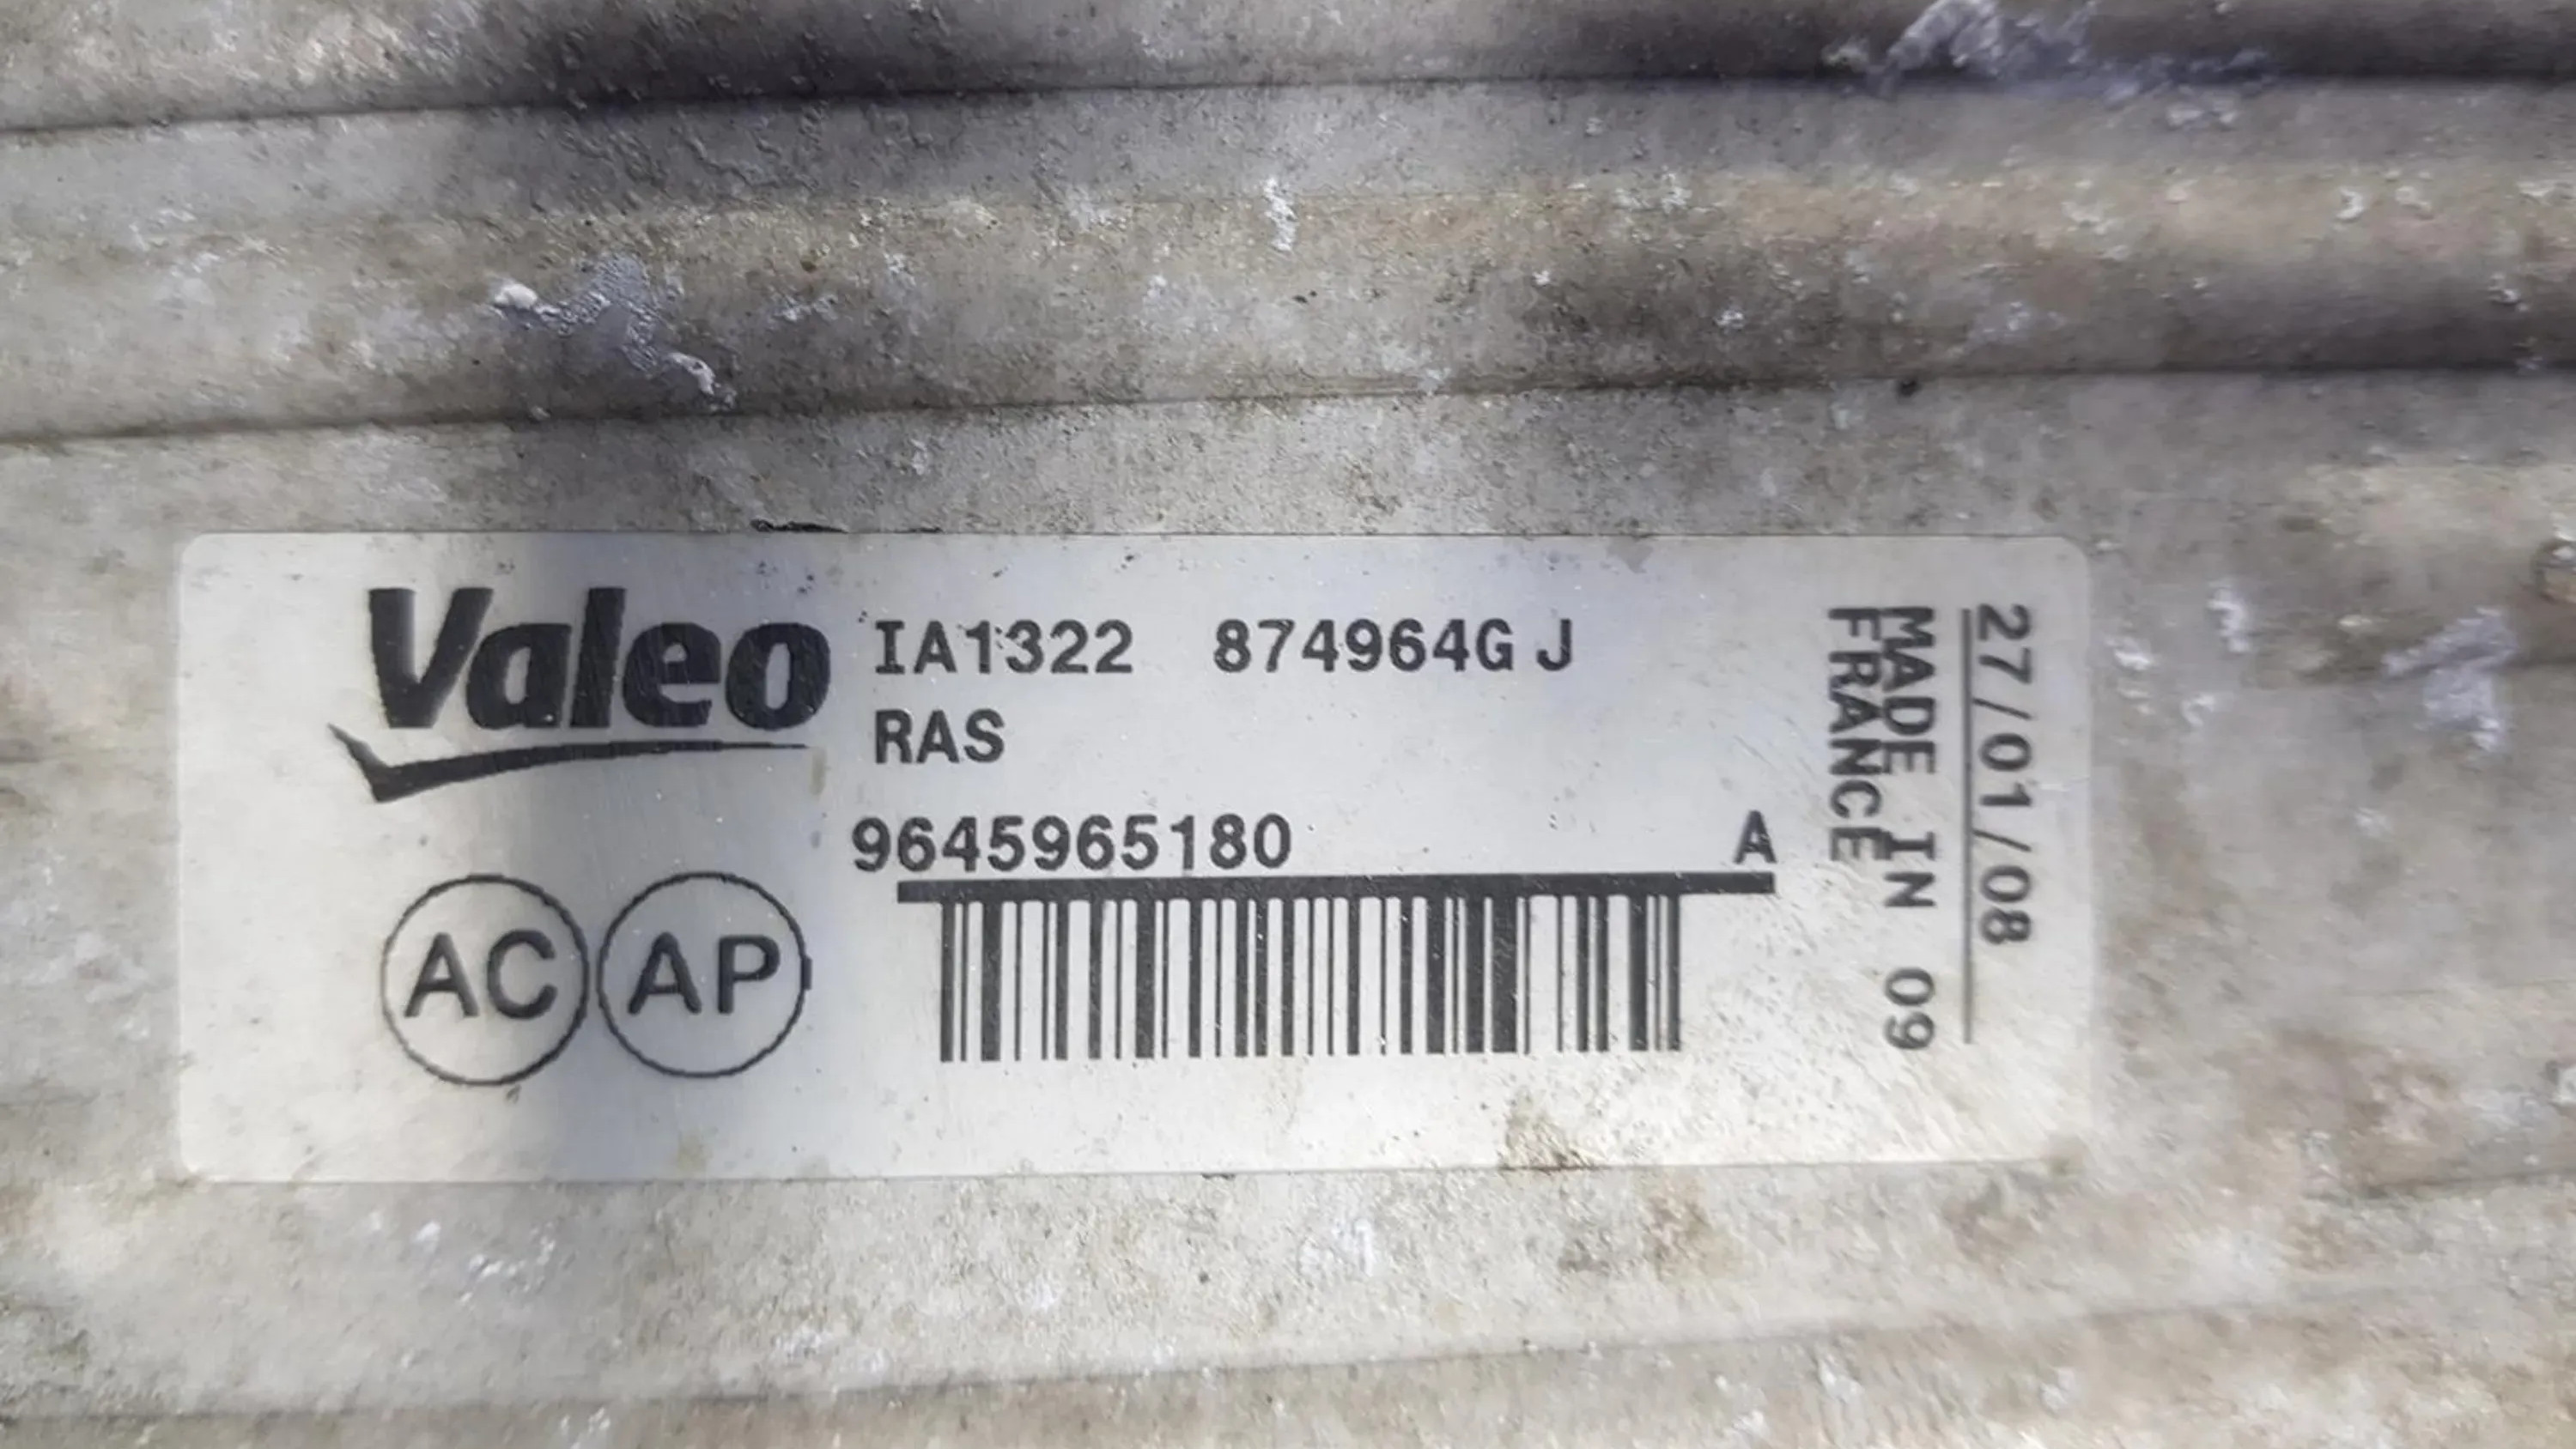 Valeo
IA1322 874964G J
RAS
9645965180 A
AC AP
27/01/08
MADE IN 09
FRANCE